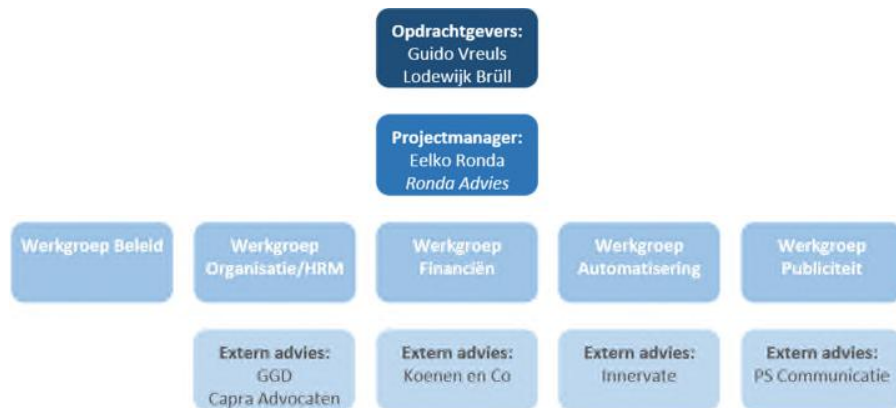 Opdrachtgevers:
Guido Vreuls
Lodewijk Brüll
Projectmanager:
Eelko Ronda
Ronda Advies
Werkgroep Beleid
Werkgroep
Organisatie/HRM
Werkgroep
Financiën
Werkgroep
Automatisering
Werkgroep
Publiciteit
Extern advies:
GGD
Capra Advocaten
Extern advies:
Koenen en Co
Extern advies:
Innervate
Extern advies:
PS Communicatie